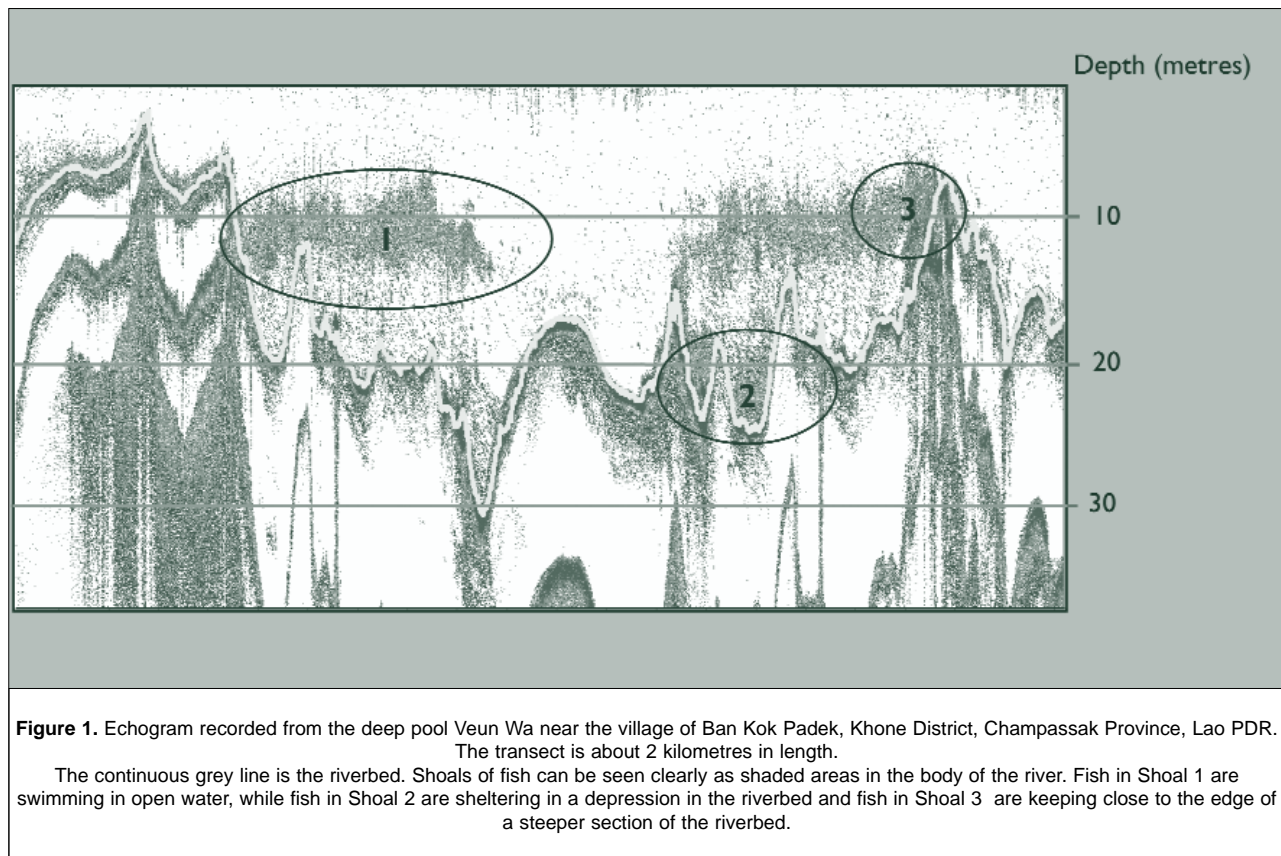 Depth (metres)
1
3
10
2
20
30
Figure 1. Echogram recorded from the deep pool Veun Wa near the village of Ban Kok Padek, Khone District, Champassak Province, Lao PDR.
The transect is about 2 kilometres in length.
The continuous grey line is the riverbed. Shoals of fish can be seen clearly as shaded areas in the body of the river. Fish in Shoal 1 are
swimming in open water, while fish in Shoal 2 are sheltering in a depression in the riverbed and fish in Shoal 3 are keeping close to the edge of
a steeper section of the riverbed.